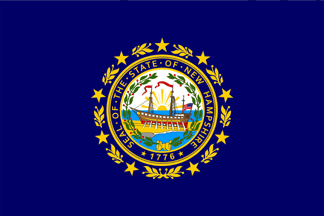 SEAL · OF · THE · STATE · OF · NEW · HAMPSHIRE
1776